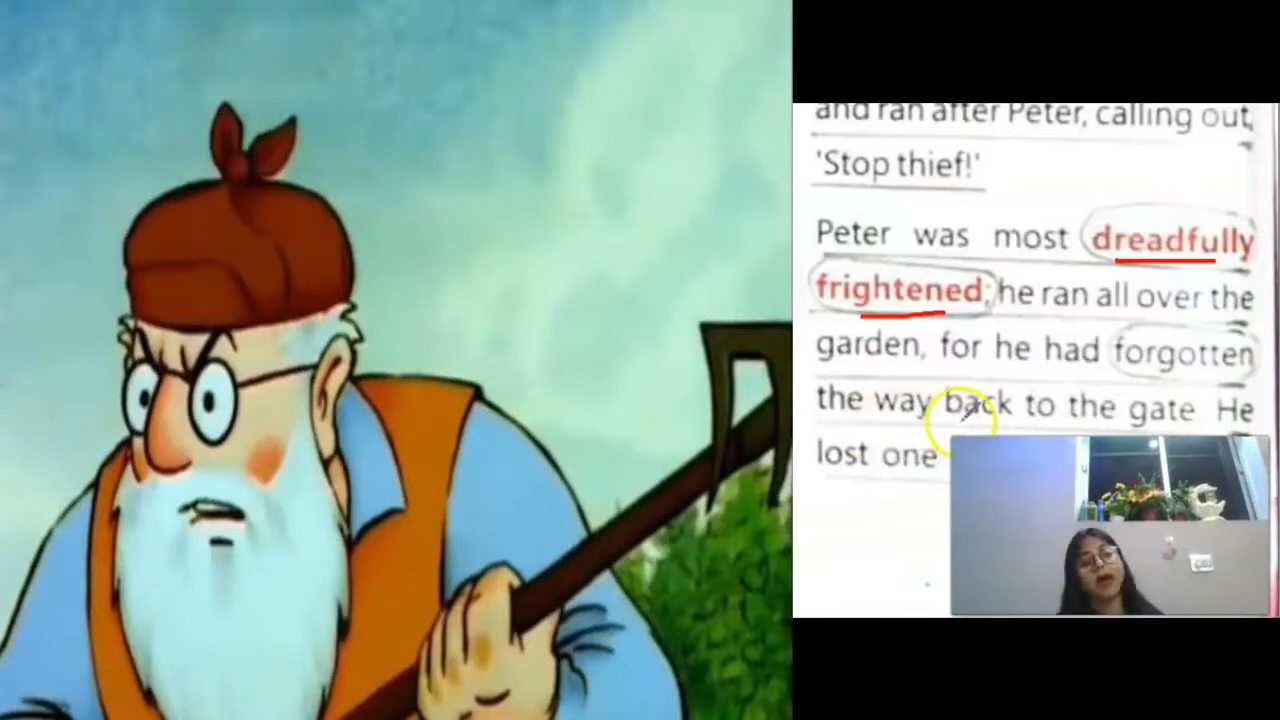 and ran after Peter, calling out,
'Stop thief!'
Peter was most dreadfully
frightened; he ran all over the
garden, for he had forgotten
the way back to the gate He
lost one